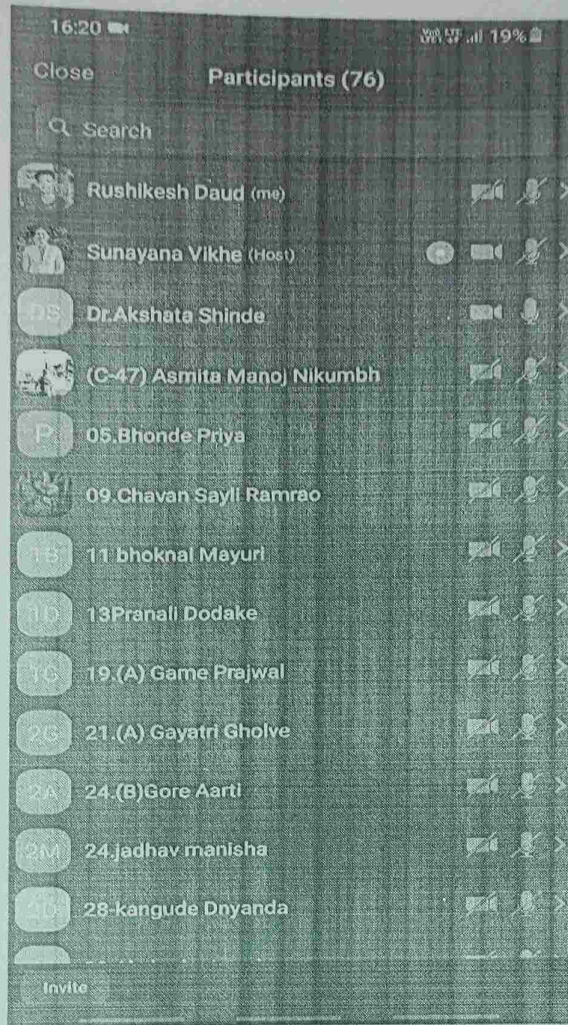 16:20
19%
Close
Participants (76)
Search
Rushikesh Daud (me)
Sunayana Vikhe (Host)
DS Dr.Akshata Shinde
(C-47) Asmita Manoj Nikumbh
P 05.Bhonde Priya
09.Chavan Sayli Ramrao
1B 11 bhoknal Mayuri
1D 13Pranali Dodake
1G 19.(A) Game Prajwal
2G 21.(A) Gayatri Gholve
2A 24.(B)Gore Aarti
2M 24.jadhav manisha
2D 28-kangude Dnyanda
Invite